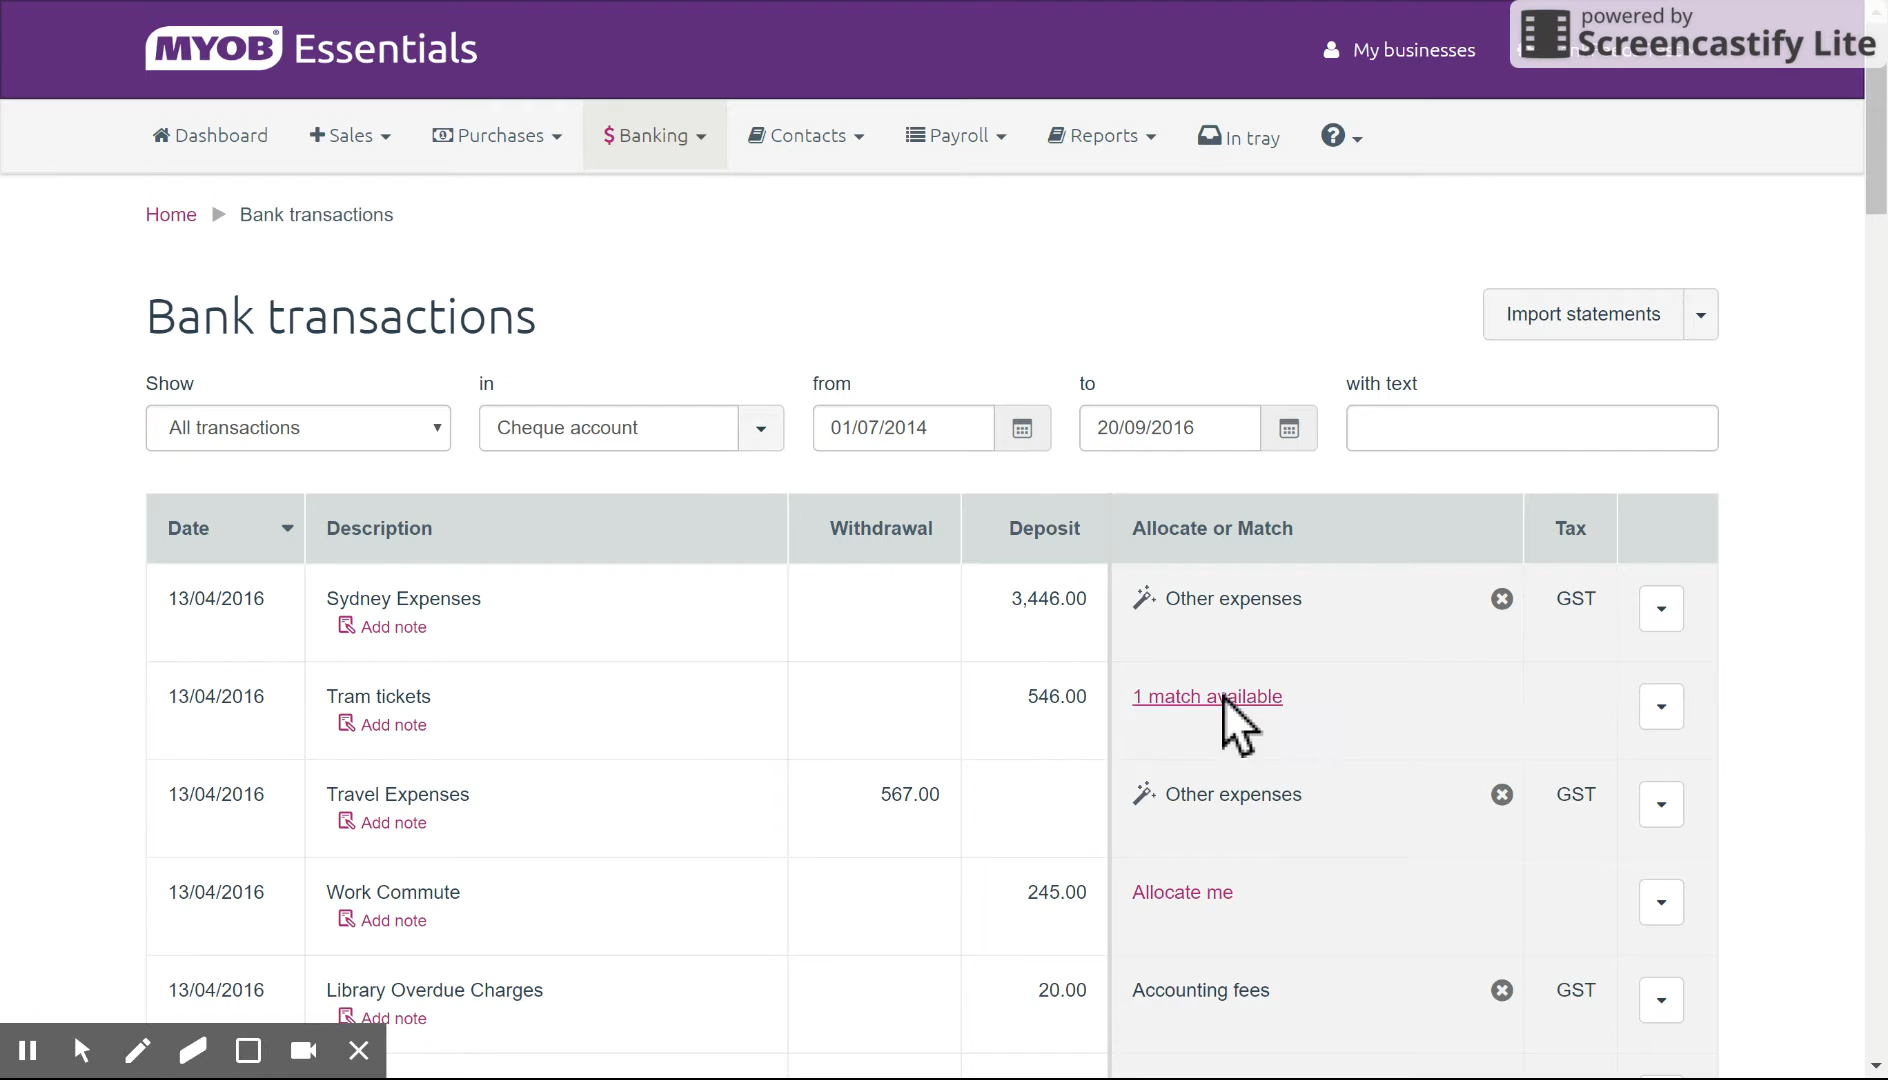 MYOB Essentials
My businesses
powered by
Screencastify Lite
Dashboard Sales Purchases $ Banking Contacts Payroll Reports In tray ?
Home Bank transactions
Bank transactions
Import statements
Show in from to with text
All transactions Cheque account 01/07/2014 20/09/2016
Date Description Withdrawal Deposit Allocate or Match Tax
13/04/2016 Sydney Expenses 3,446.00 Other expenses GST
Add note
13/04/2016 Tram tickets 546.00 1 match available
Add note
13/04/2016 Travel Expenses 567.00 Other expenses GST
Add note
13/04/2016 Work Commute 245.00 Allocate me
Add note
13/04/2016 Library Overdue Charges 20.00 Accounting fees GST
Add note